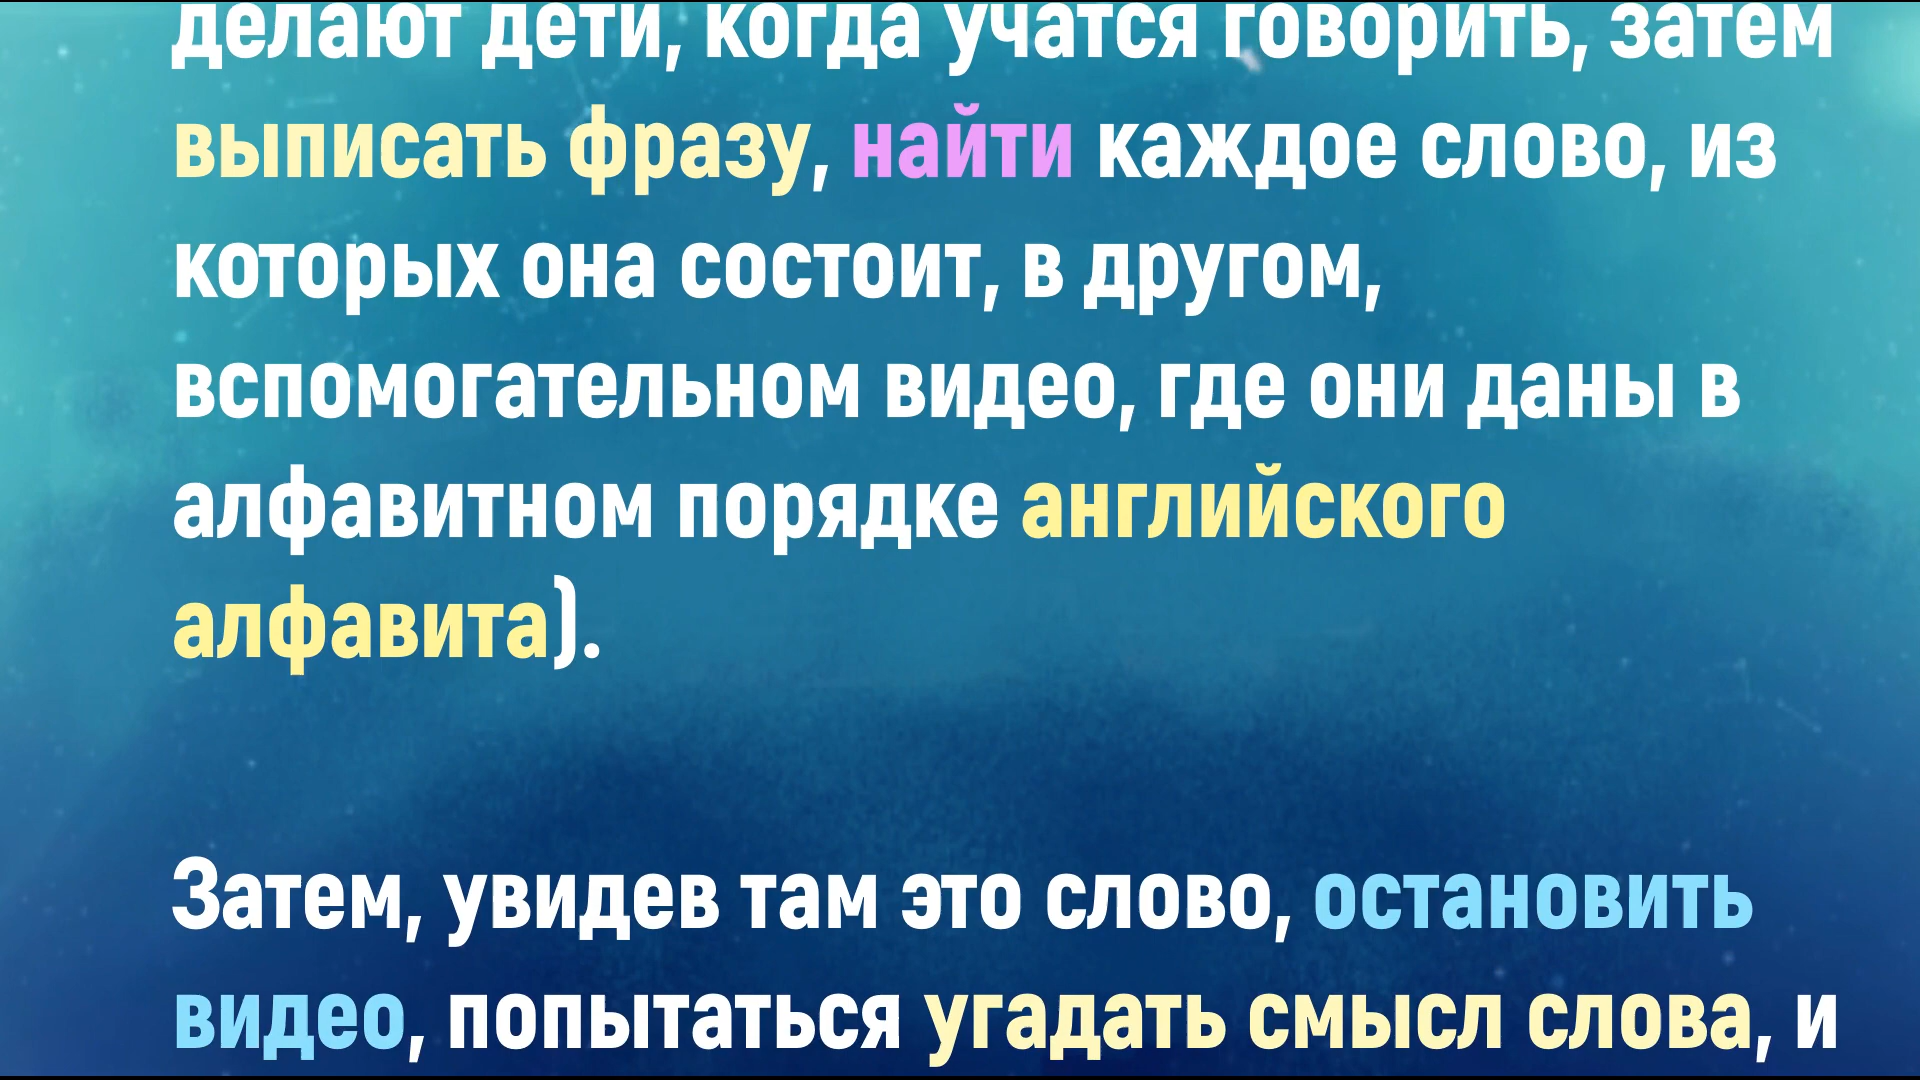 делают дети, когда учатся говорить, затем
выписать фразу, найти каждое слово, из
которых она состоит, в другом,
вспомогательном видео, где они даны в
алфавитном порядке английского
алфавита).
Затем, увидев там это слово, остановить
видео, попытаться угадать смысл слова, и